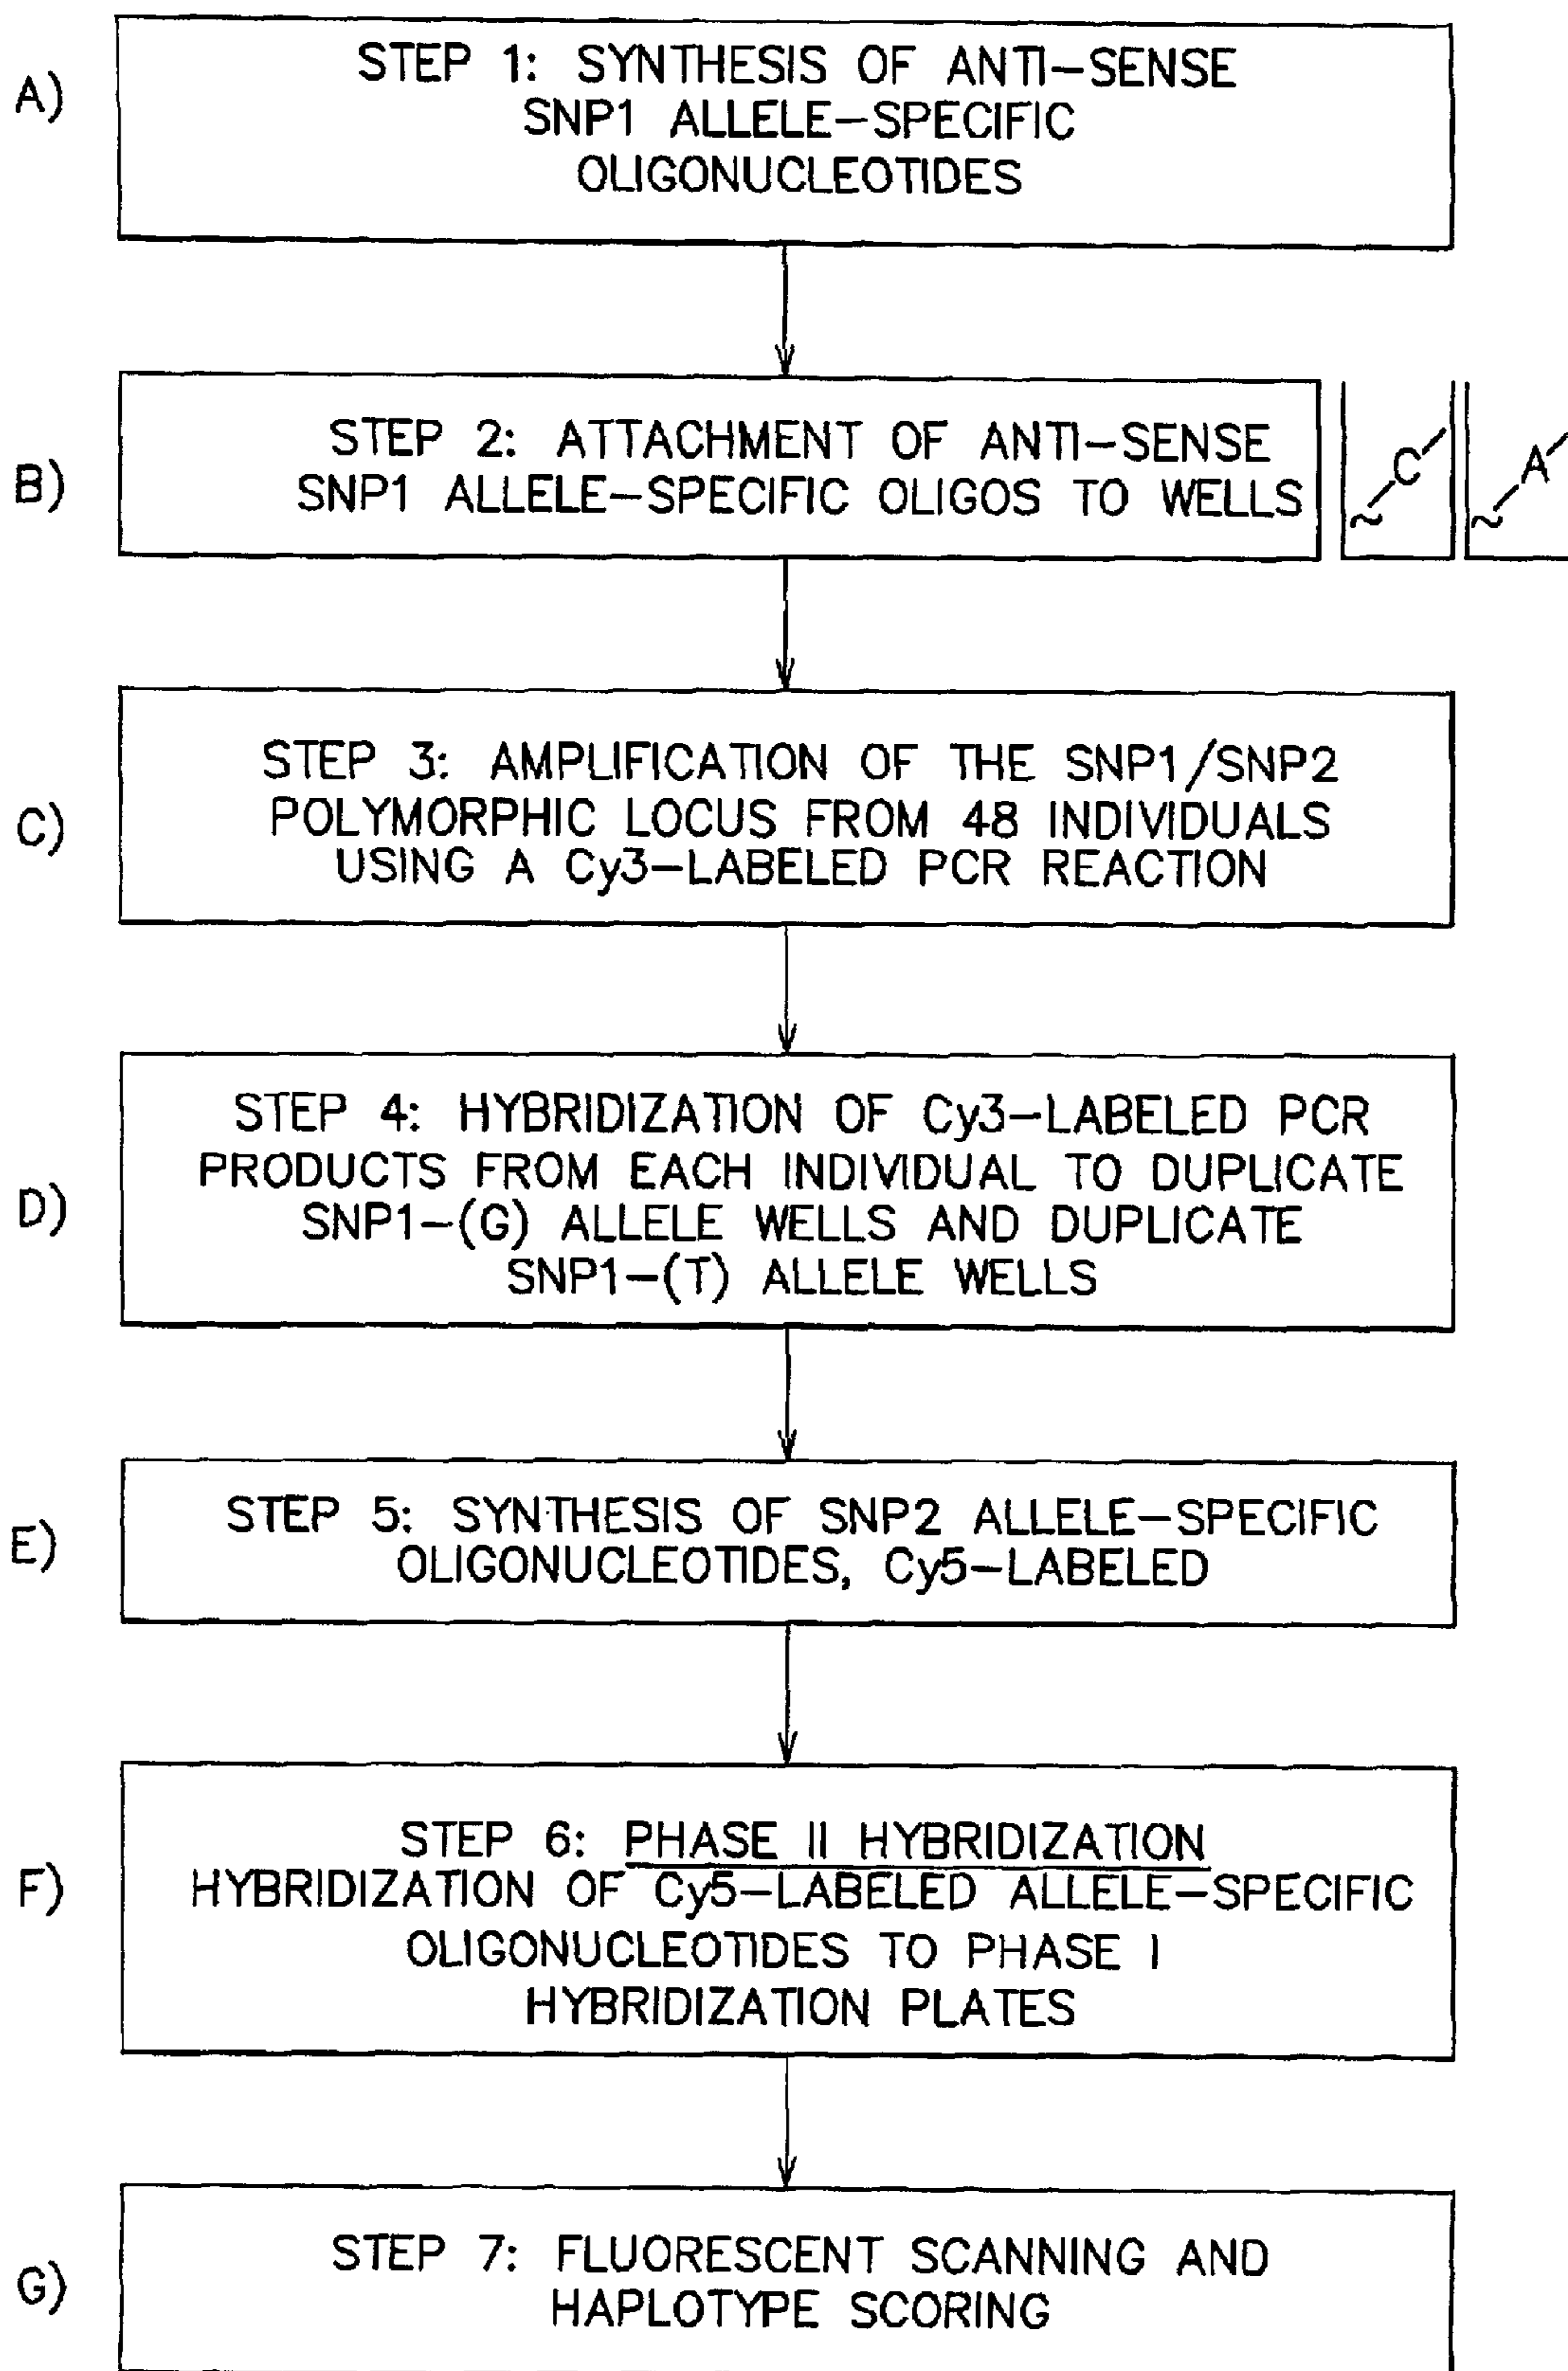 A)
STEP 1: SYNTHESIS OF ANTI-SENSE
SNP1 ALLELE-SPECIFIC
OLIGONUCLEOTIDES
B)
STEP 2: ATTACHMENT OF ANTI-SENSE
SNP1 ALLELE-SPECIFIC OLIGOS TO WELLS
C
A
C)
STEP 3: AMPLIFICATION OF THE SNP1/SNP2
POLYMORPHIC LOCUS FROM 48 INDIVIDUALS
USING A Cy3-LABELED PCR REACTION
D)
STEP 4: HYBRIDIZATION OF Cy3-LABELED PCR
PRODUCTS FROM EACH INDIVIDUAL TO DUPLICATE
SNP1-(G) ALLELE WELLS AND DUPLICATE
SNP1-(T) ALLELE WELLS
E)
STEP 5: SYNTHESIS OF SNP2 ALLELE-SPECIFIC
OLIGONUCLEOTIDES, Cy5-LABELED
F)
STEP 6: PHASE II HYBRIDIZATION
HYBRIDIZATION OF Cy5-LABELED ALLELE-SPECIFIC
OLIGONUCLEOTIDES TO PHASE I
HYBRIDIZATION PLATES
G)
STEP 7: FLUORESCENT SCANNING AND
HAPLOTYPE SCORING